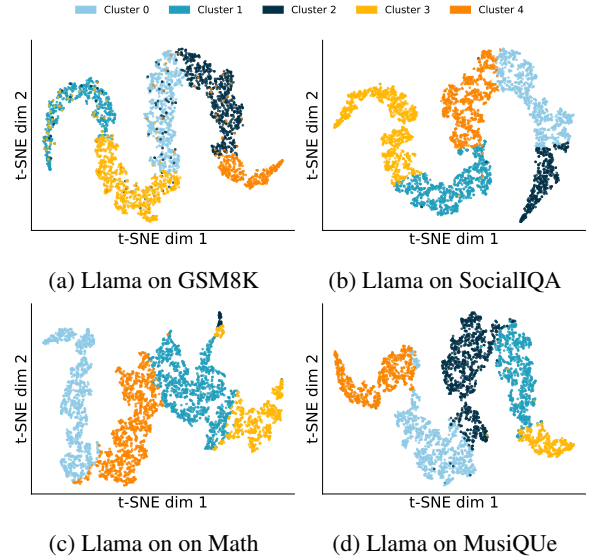 Cluster 0 Cluster 1 Cluster 2 Cluster 3 Cluster 4
t-SNE dim 2
t-SNE dim 1
t-SNE dim 2
t-SNE dim 1
(a) Llama on GSM8K
(b) Llama on SocialIQA
t-SNE dim 2
t-SNE dim 1
t-SNE dim 2
t-SNE dim 1
(c) Llama on on Math
(d) Llama on MusiQUe